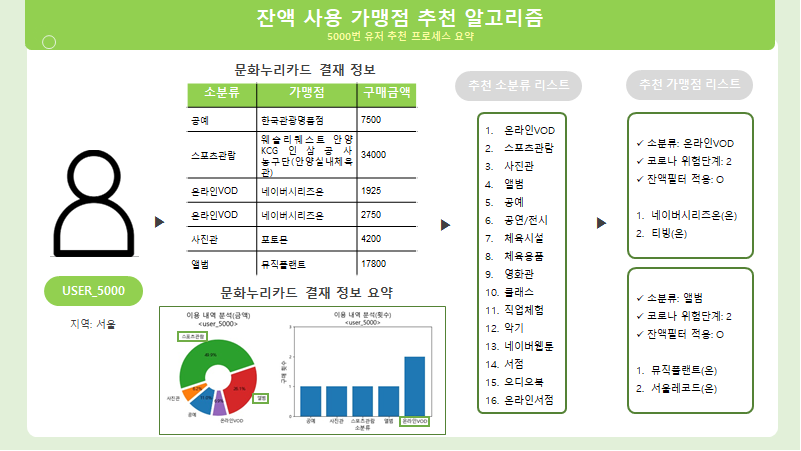 잔액 사용 가맹점 추천 알고리즘
5000번 유저 추천 프로세스 요약
USER_5000
지역: 서울
문화누리카드 결재 정보
소분류 가맹점 구매금액
공예 한국관광명품점 7500
스포츠관람 웨슬리퀘스트 안양
KCG 인삼공사
농구단(안양실내체육
관) 34000
온라인VOD 네이버시리즈온 1925
온라인VOD 네이버시리즈온 2750
사진관 포토몬 4200
앨범 뮤직플랜트 17800
문화누리카드 결재 정보 요약
이용 내역 분석(금액)
<user_5000>
스포츠관람
앨범
사진관
공예
온라인VOD
이용 내역 분석(횟수)
<user_5000>
구매 횟수
3
2
1
0
공예 사진관 스포츠관람 앨범 온라인VOD
소분류
추천 소분류 리스트
1. 온라인VOD
2. 스포츠관람
3. 사진관
4. 앨범
5. 공예
6. 공연/전시
7. 체육시설
8. 체육용품
9. 영화관
10. 클래스
11. 직업체험
12. 악기
13. 네이버웹툰
14. 서점
15. 오디오북
16. 온라인서점
추천 가맹점 리스트
✓ 소분류: 온라인VOD
✓ 코로나 위험단계: 2
✓ 잔액필터 적용: O
1. 네이버시리즈온(온)
2. 티빙(온)
✓ 소분류: 앨범
✓ 코로나 위험단계: 2
✓ 잔액필터 적용: O
1. 뮤직플랜트(온)
2. 서울레코드(온)